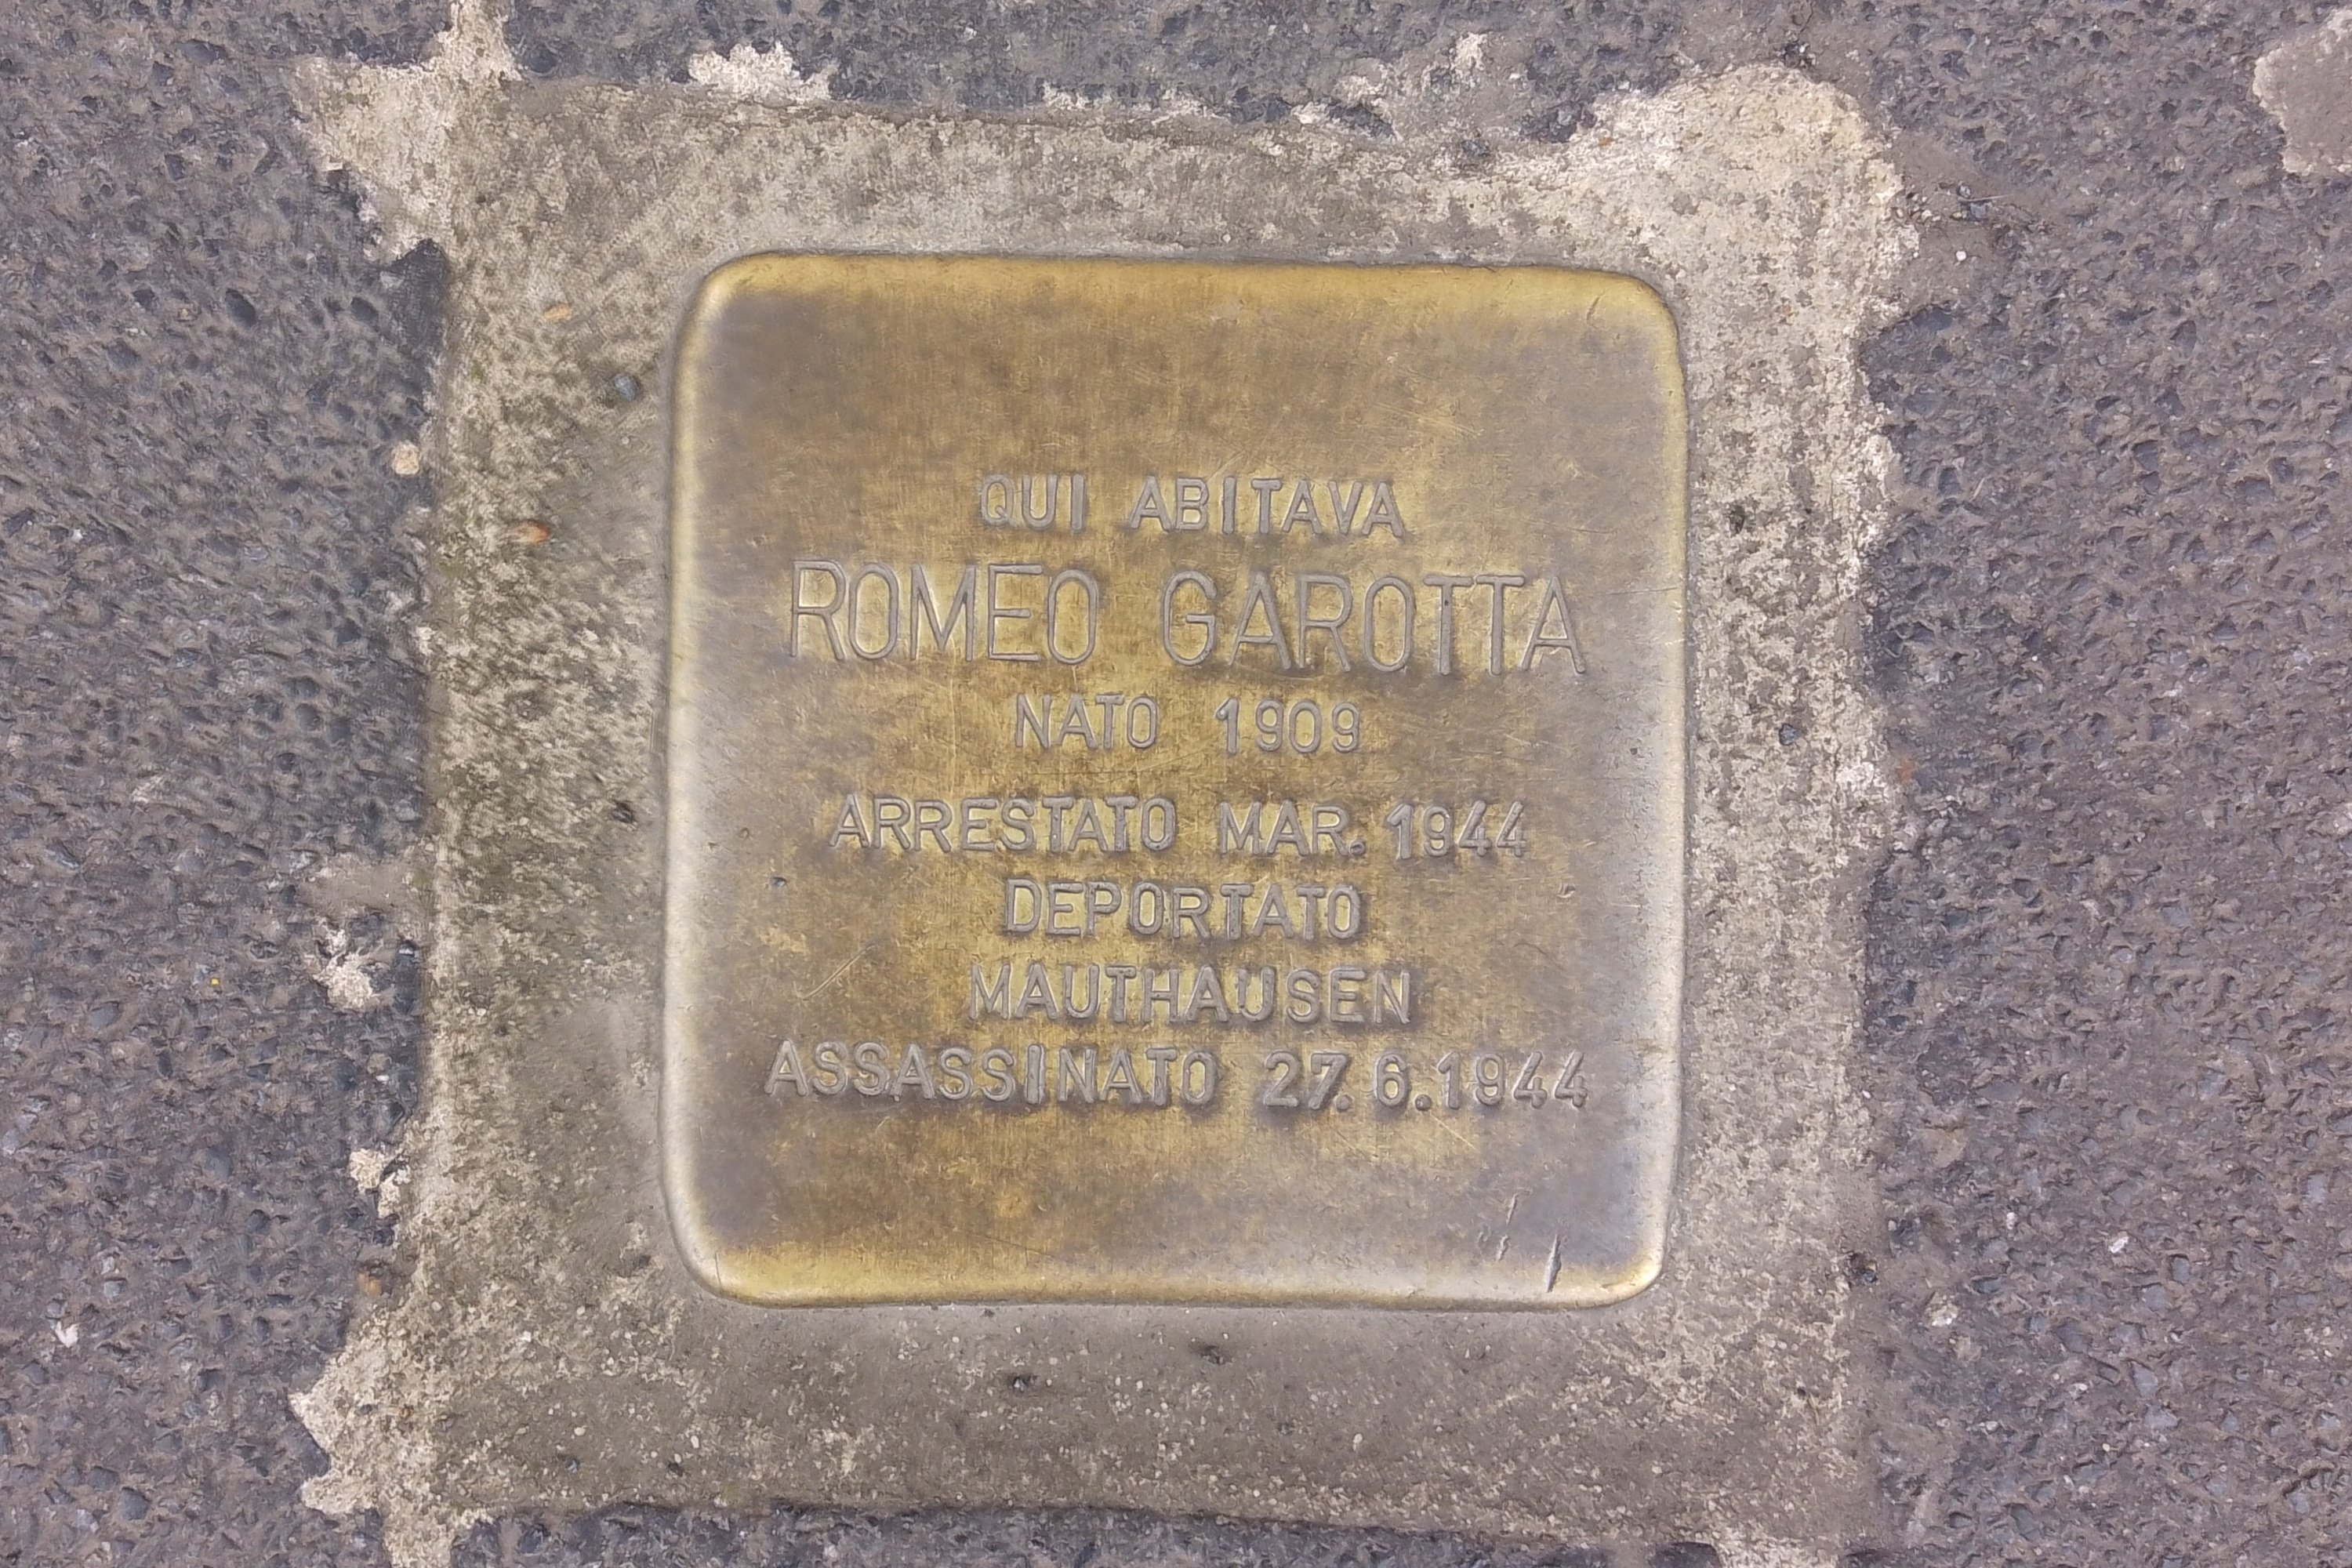 QUI ABITAVA
ROMEO GAROTTA
NATO 1909
ARRESTATO MAR. 1944
DEPORTATO
MAUTHAUSEN
ASSASSINATO 27.6.1944